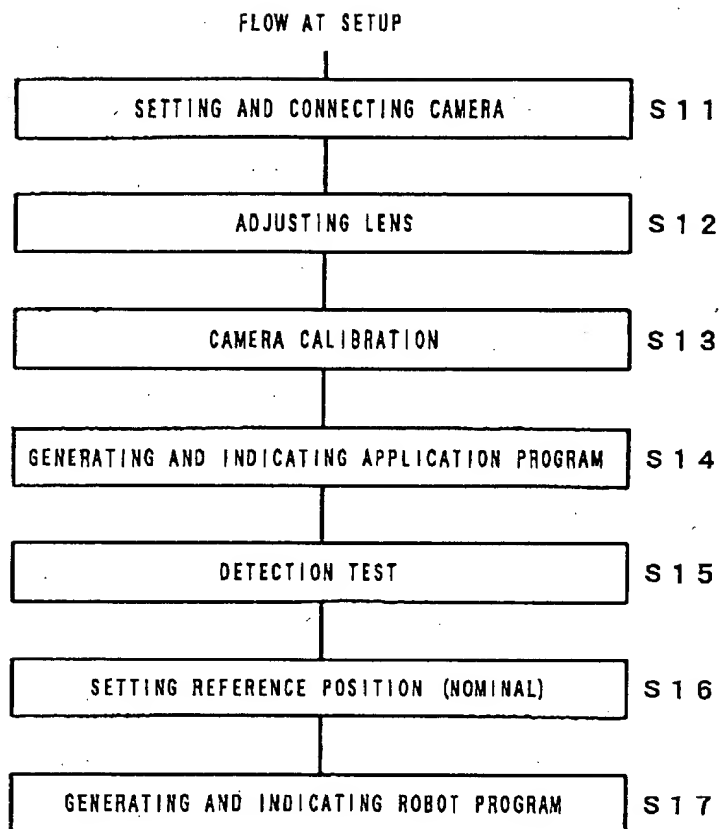 FLOW AT SETUP
SETTING AND CONNECTING CAMERA S11
ADJUSTING LENS S12
CAMERA CALIBRATION S13
GENERATING AND INDICATING APPLICATION PROGRAM S14
DETECTION TEST S15
SETTING REFERENCE POSITION (NOMINAL) S16
GENERATING AND INDICATING ROBOT PROGRAM S17